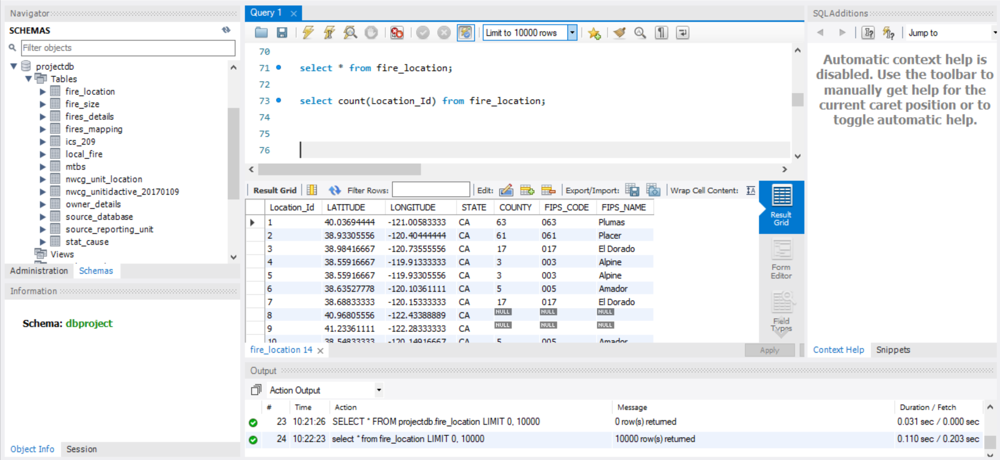 Navigator
SCHEMAS
Filter objects
projectdb
Tables
fire_location
fire_size
fires_details
fires_mapping
ics_209
local_fire
mtbs
nwcg_unit_location
nwcg_unitidactive_20170109
owner_details
source_database
source_reporting_unit
stat_cause
Views
Administration Schemas
Information
Schema: dbproject
Object Info Session
Query 1
Limit to 10000 rows
70
71 select * from fire_location;
72
73 select count(Location_Id) from fire_location;
74
75
76
Result Grid Filter Rows: Edit: Export/Import: Wrap Cell Content:
Location_Id LATITUDE LONGITUDE STATE COUNTY FIPS_CODE FIPS_NAME
1 40.03694444 -121.00583333 CA 63 063 Plumas
2 38.93305556 -120.40444444 CA 61 061 Placer
3 38.98416667 -120.73555556 CA 17 017 El Dorado
4 38.55916667 -119.91333333 CA 3 003 Alpine
5 38.55916667 -119.93305556 CA 3 003 Alpine
6 38.63527778 -120.10361111 CA 5 005 Amador
7 38.68833333 -120.15333333 CA 17 017 El Dorado
8 40.96805556 -122.43388889 CA NULL NULL NULL
9 41.23361111 -122.28333333 CA NULL NULL NULL
10 38.54833333 -120.14916667 CA 5 005 Amador
Result
Grid
Form
Editor
Field
Types
fire_location 14
Apply
Output
Action Output
# Time Action Message Duration / Fetch
23 10:21:26 SELECT * FROM projectdb.fire_location LIMIT 0, 10000 0 row(s) returned 0.031 sec / 0.000 sec
24 10:22:23 select * from fire_location LIMIT 0, 10000 10000 row(s) returned 0.110 sec / 0.203 sec
SQLAdditions
Jump to
Automatic context help is
disabled. Use the toolbar to
manually get help for the
current caret position or to
toggle automatic help.
Context Help Snippets